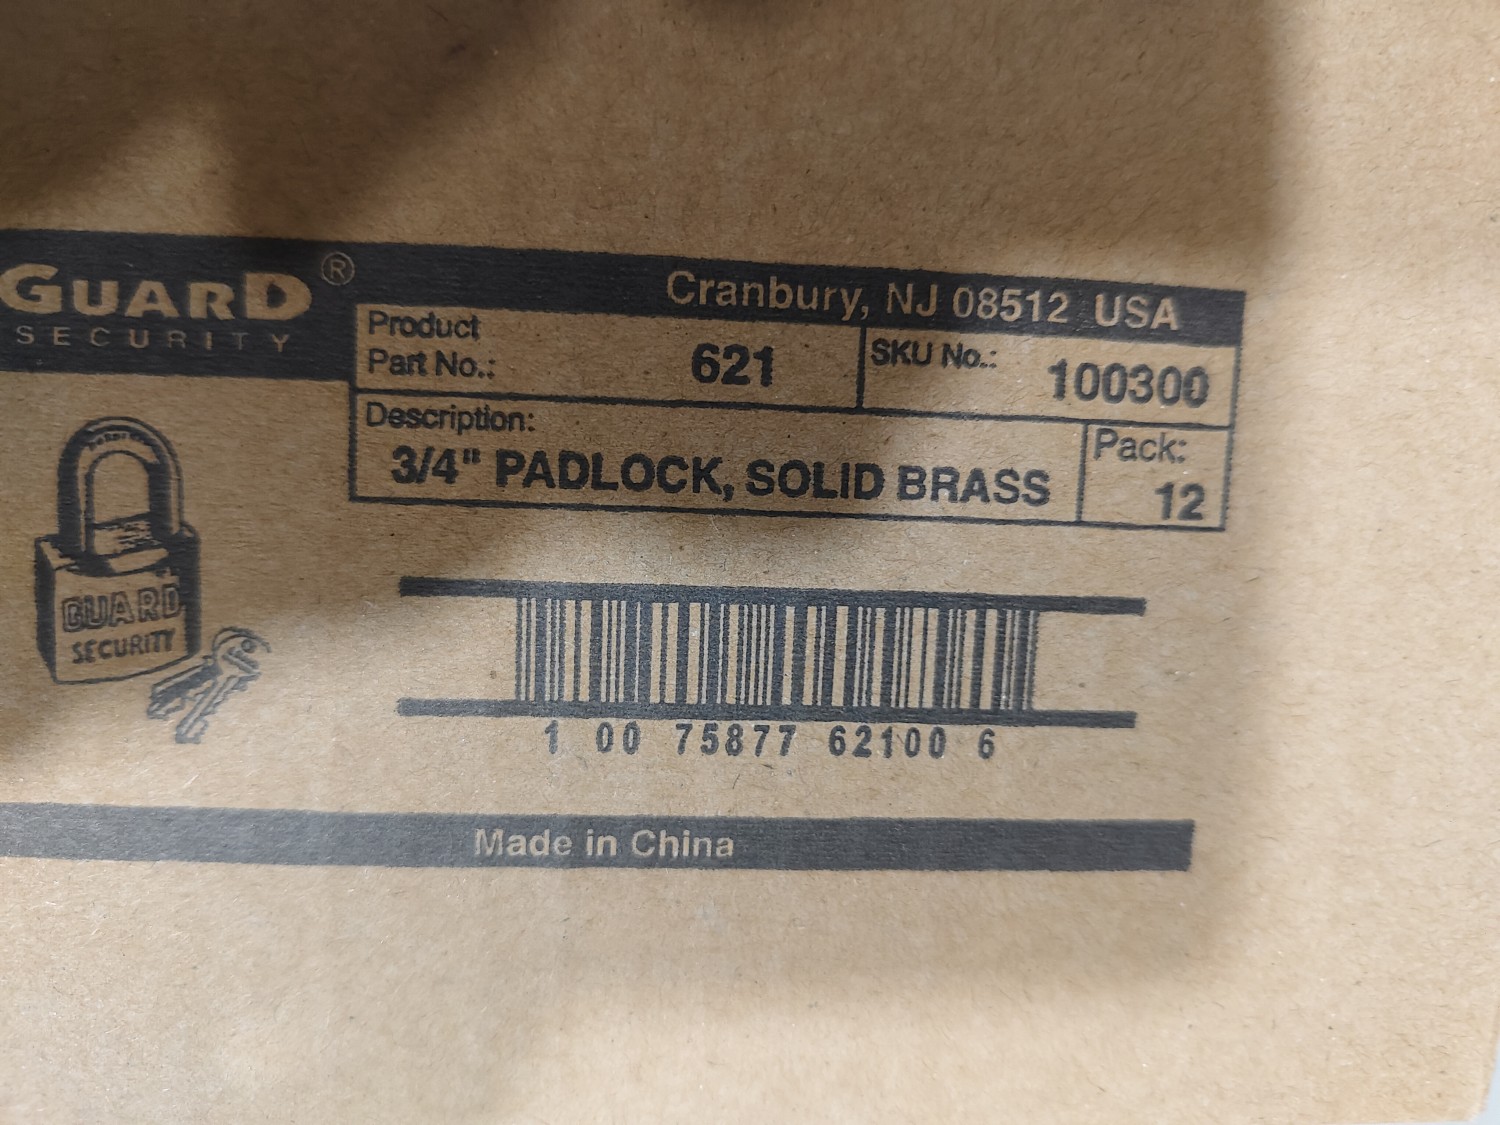 GUARD®
SECURITY
Cranbury, NJ 08512 USA
Product
Part No.: 621
SKU No.: 100300
Description:
3/4" PADLOCK, SOLID BRASS
Pack:
12
GUARD
SECURITY
1 00 75877 62100 6
Made in China